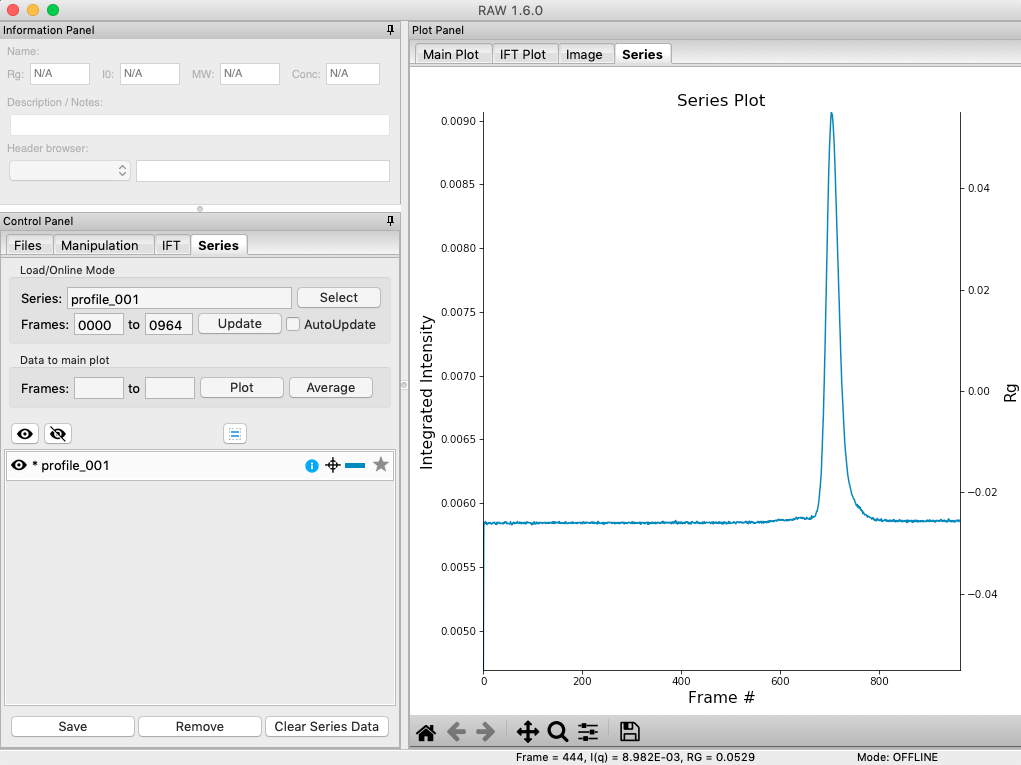 RAW 1.6.0
Information Panel
Name:
Rg: N/A I0: N/A MW: N/A Conc: N/A
Description / Notes:
Header browser:
Control Panel
Files Manipulation IFT Series
Load/Online Mode
Series: profile_001 Select
Frames: 0000 to 0964 Update AutoUpdate
Data to main plot
Frames: to Plot Average
* profile_001
Save Remove Clear Series Data
Plot Panel
Main Plot IFT Plot Image Series
Series Plot
0.0090
0.0085
0.0080
0.0075
0.0070
0.0065
0.0060
0.0055
0.0050
Integrated Intensity
0.04
0.02
0.00
−0.02
−0.04
Rg
0 200 400 600 800
Frame #
Frame = 444, I(q) = 8.982E-03, RG = 0.0529 Mode: OFFLINE